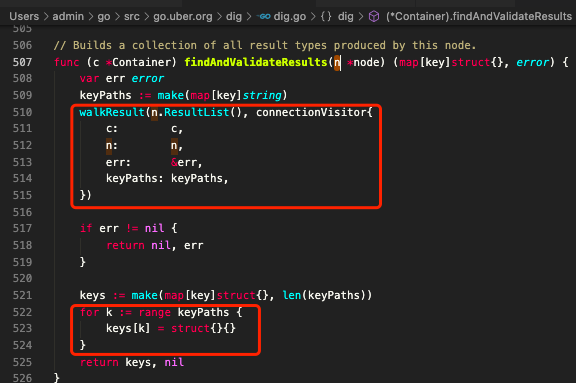 Users > admin > go > src > go.uber.org > dig > dig.go > {} dig > (*Container).findAndValidateResults
505
506 // Builds a collection of all result types produced by this node.
507 func (c *Container) findAndValidateResults(n *node) (map[key]struct{}, error) {
508 var err error
509 keyPaths := make(map[key]string)
510 walkResult(n.ResultList(), connectionVisitor{
511 c: c,
512 n: n,
513 err: &err,
514 keyPaths: keyPaths,
515 })
516
517 if err != nil {
518 return nil, err
519 }
520
521 keys := make(map[key]struct{}, len(keyPaths))
522 for k := range keyPaths {
523 keys[k] = struct{}{}
524 }
525 return keys, nil
526 }